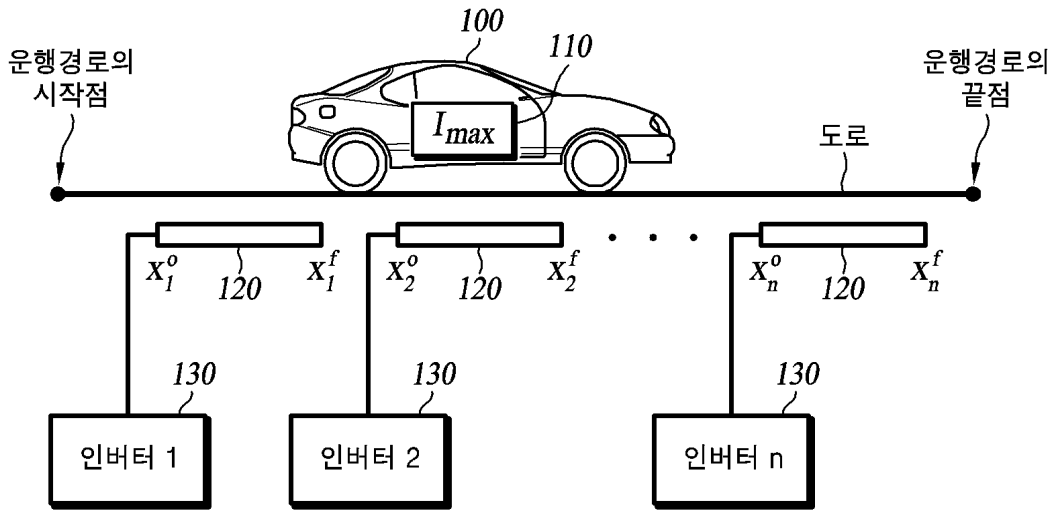 100
110
운행경로의
시작점
운행경로의
끝점
I_max
도로
X_1^o
120
X_1^f
X_2^o
120
X_2^f
. . .
X_n^o
120
X_n^f
130
130
130
인버터 1
인버터 2
인버터 n